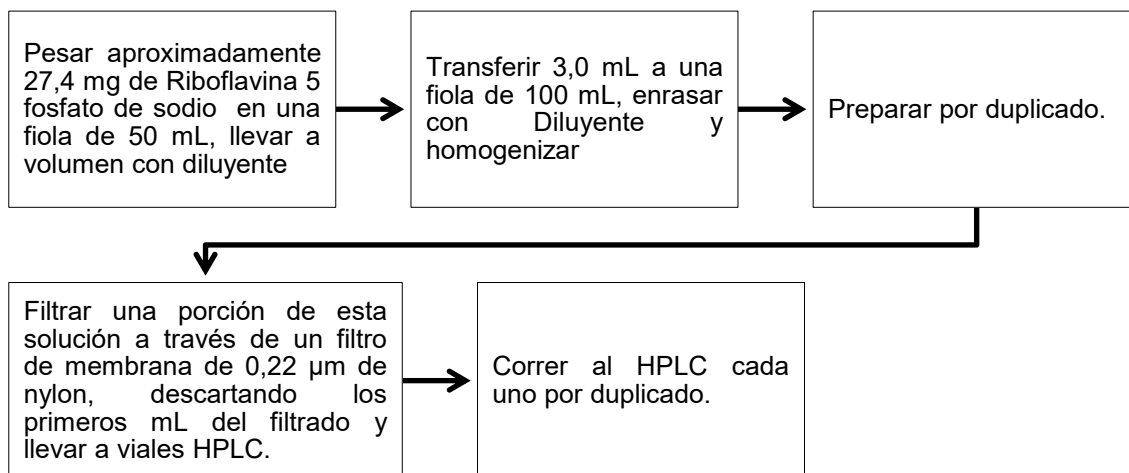 Pesar aproximadamente
27,4 mg de Riboflavina 5
fosfato de sodio en una
fiola de 50 mL, llevar a
volumen con diluyente
Transferir 3,0 mL a una
fiola de 100 mL, enrasar
con Diluyente y
homogenizar
Preparar por duplicado.
Filtrar una porción de esta
solución a través de un filtro
de membrana de 0,22 µm de
nylon, descartando los
primeros mL del filtrado y
llevar a viales HPLC.
Correr al HPLC cada
uno por duplicado.